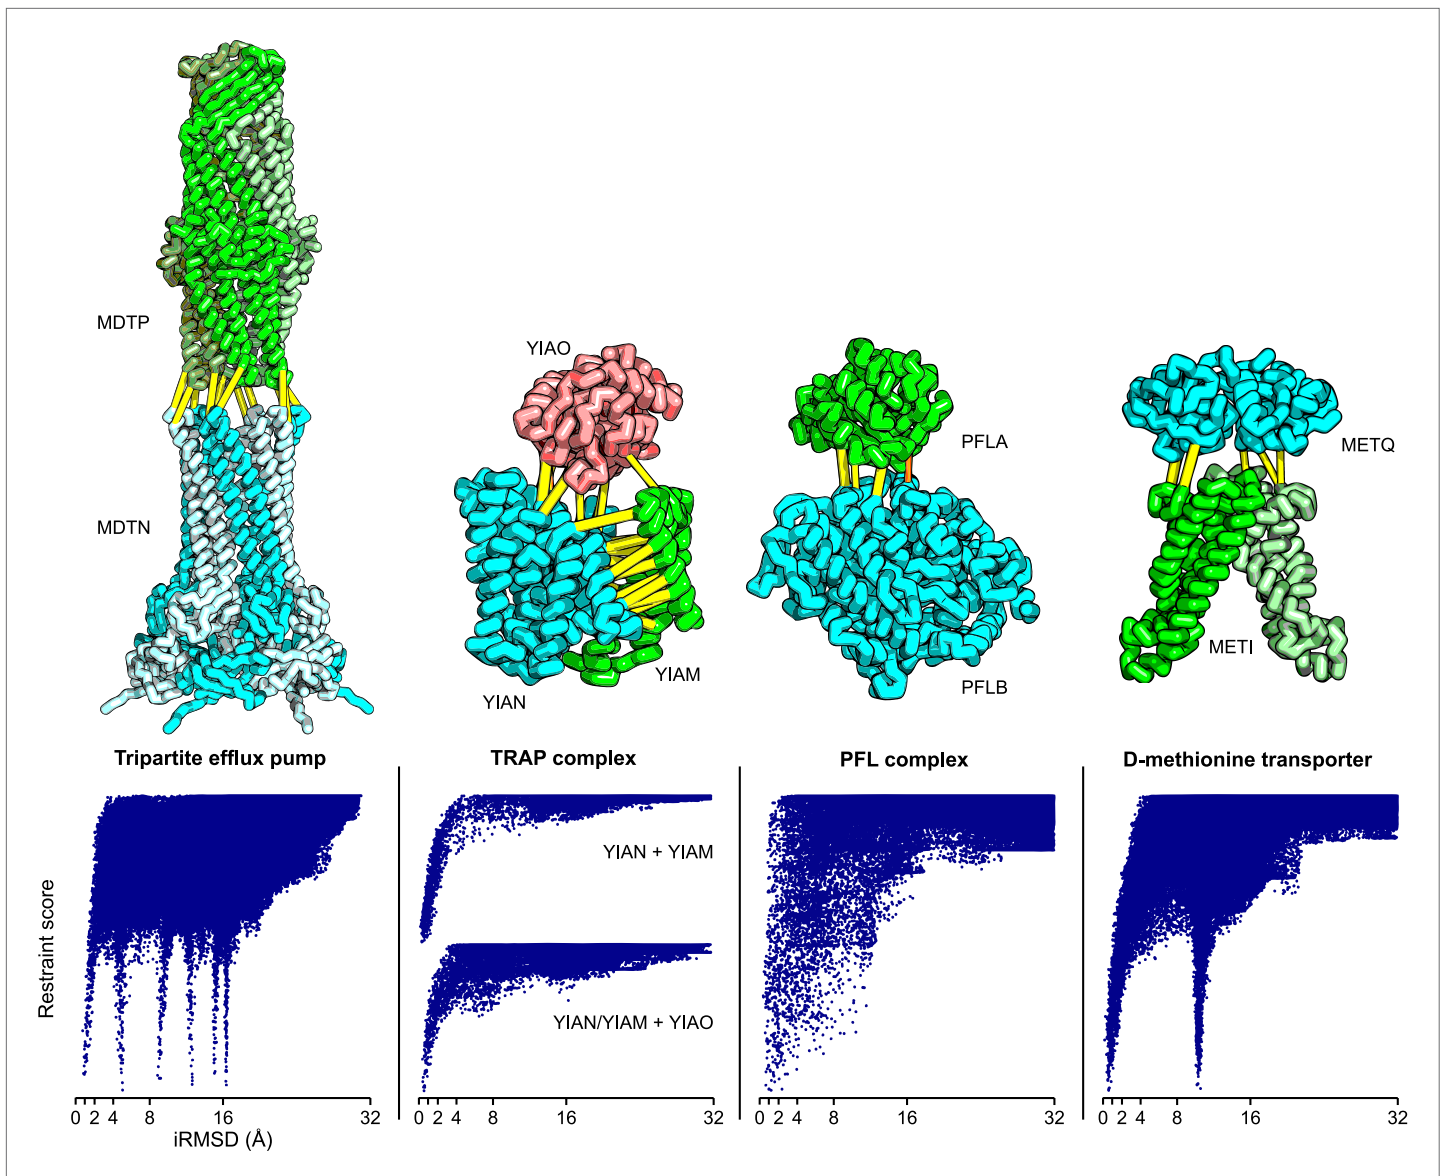 MDTP
MDTN
YIAO
YIAN
YIAM
PFLA
PFLB
METQ
METI
Tripartite efflux pump
TRAP complex
PFL complex
D-methionine transporter
Restraint score
YIAN + YIAM
YIAN/YIAM + YIAO
0 2 4 8 16 32
0 2 4 16 32
0 2 4 8 16 32
0 2 4 8 16 32
iRMSD (Å)